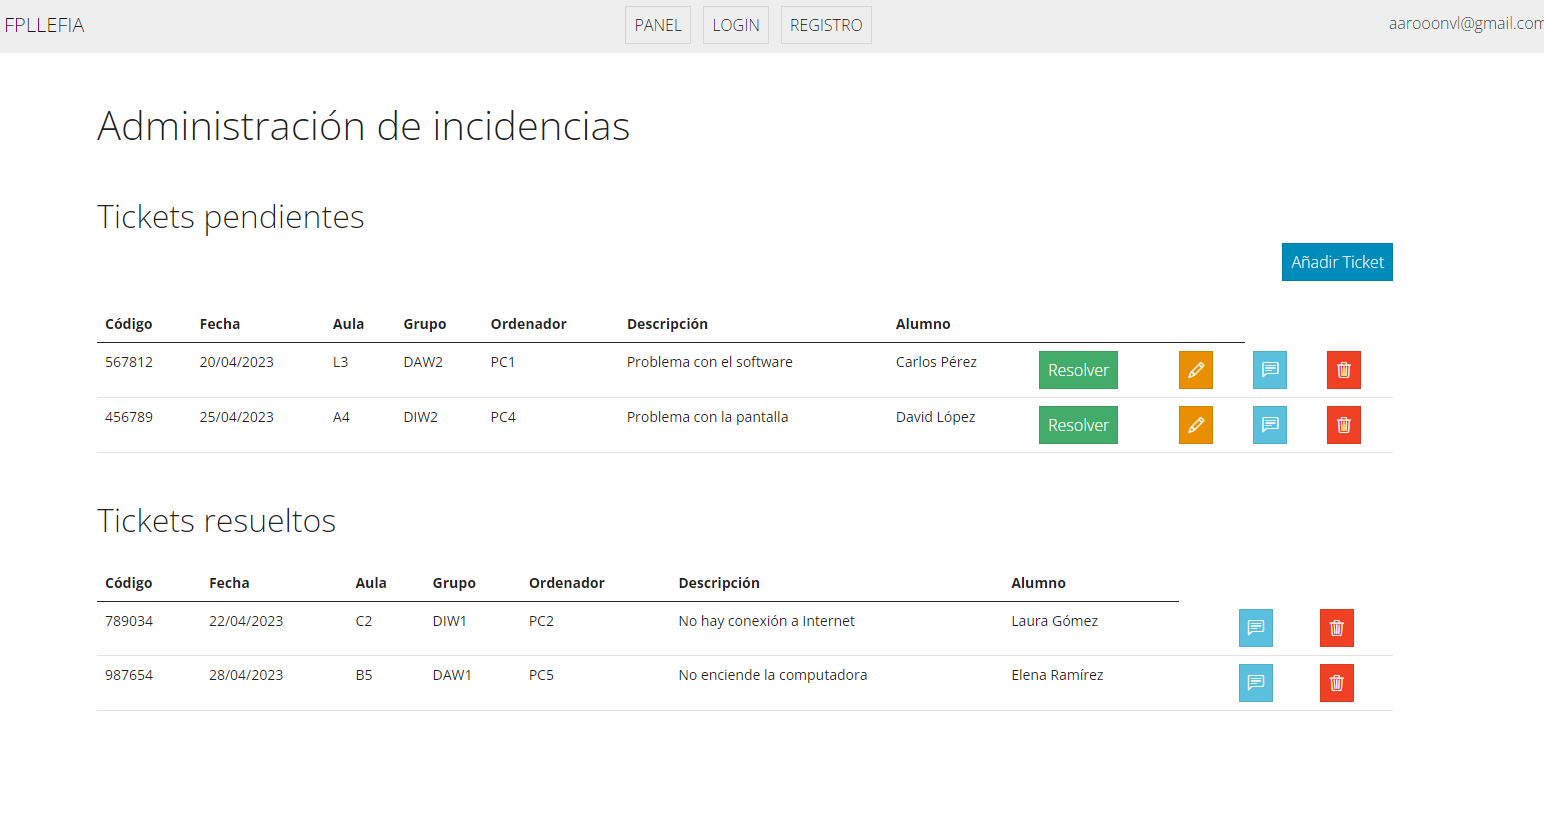 FPLLEFIA PANEL LOGIN REGISTRO aarooonvl@gmail.com
Administración de incidencias
Tickets pendientes
Añadir Ticket
Código Fecha Aula Grupo Ordenador Descripción Alumno
567812 20/04/2023 L3 DAW2 PC1 Problema con el software Carlos Pérez Resolver
456789 25/04/2023 A4 DIW2 PC4 Problema con la pantalla David López Resolver
Tickets resueltos
Código Fecha Aula Grupo Ordenador Descripción Alumno
789034 22/04/2023 C2 DIW1 PC2 No hay conexión a Internet Laura Gómez
987654 28/04/2023 B5 DAW1 PC5 No enciende la computadora Elena Ramírez